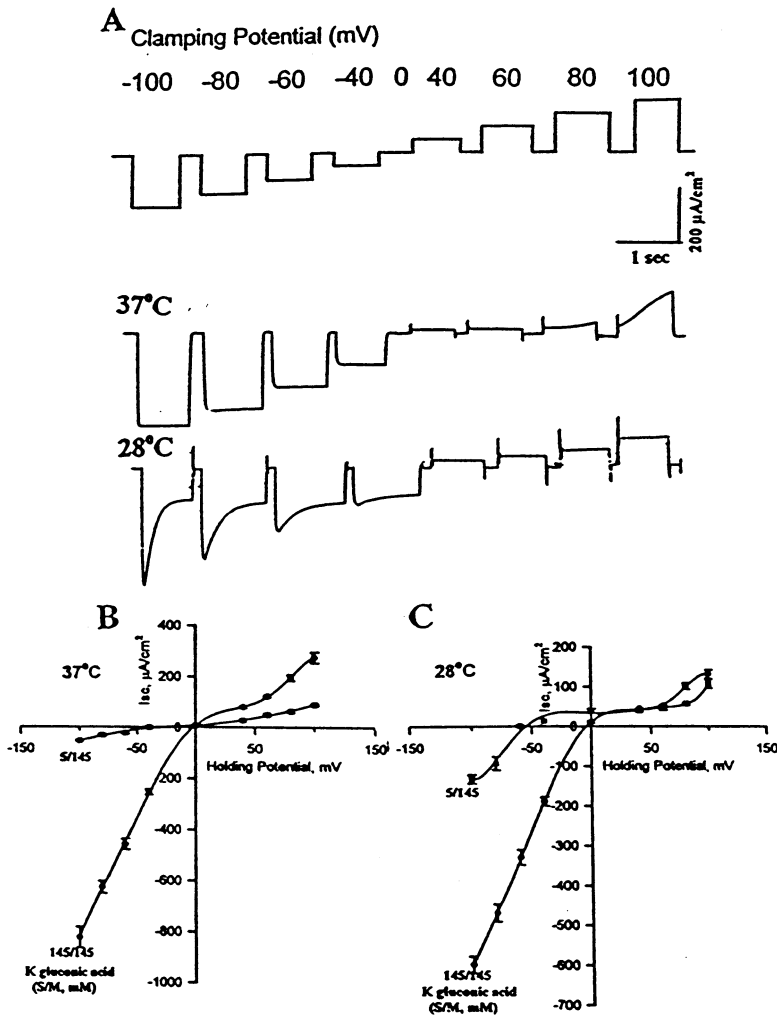 A
Clamping Potential (mV)
-100 -80 -60 -40 0 40 60 80 100
200 μA/cm²
1 sec
37°C
28°C
B
37°C
Isc, μA/cm²
400
200
0
-200
-400
-600
-800
-1000
-150 -100 -50 50 150
Holding Potential, mV
5/145
145/145
K gluconic acid
(S/M, mM)
C
28°C
Isc, μA/cm²
200
100
0
-100
-200
-300
-400
-500
-600
-700
-150 -100 -50 50 100 150
Holding Potential, mV
5/145
145/145
K gluconic acid
(S/M, mM)